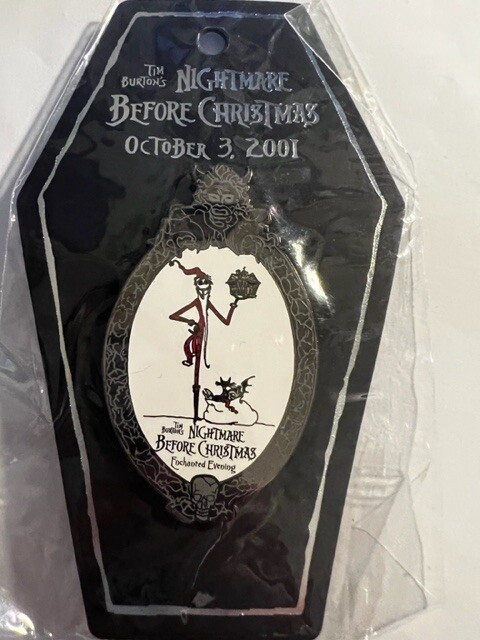 TIM BURTON'S NIGHTMARE
BEFORE CHRISTMAS
OCTOBER 3, 2001
TIM BURTON'S NIGHTMARE
BEFORE CHRISTMAS
Enchanted Evening